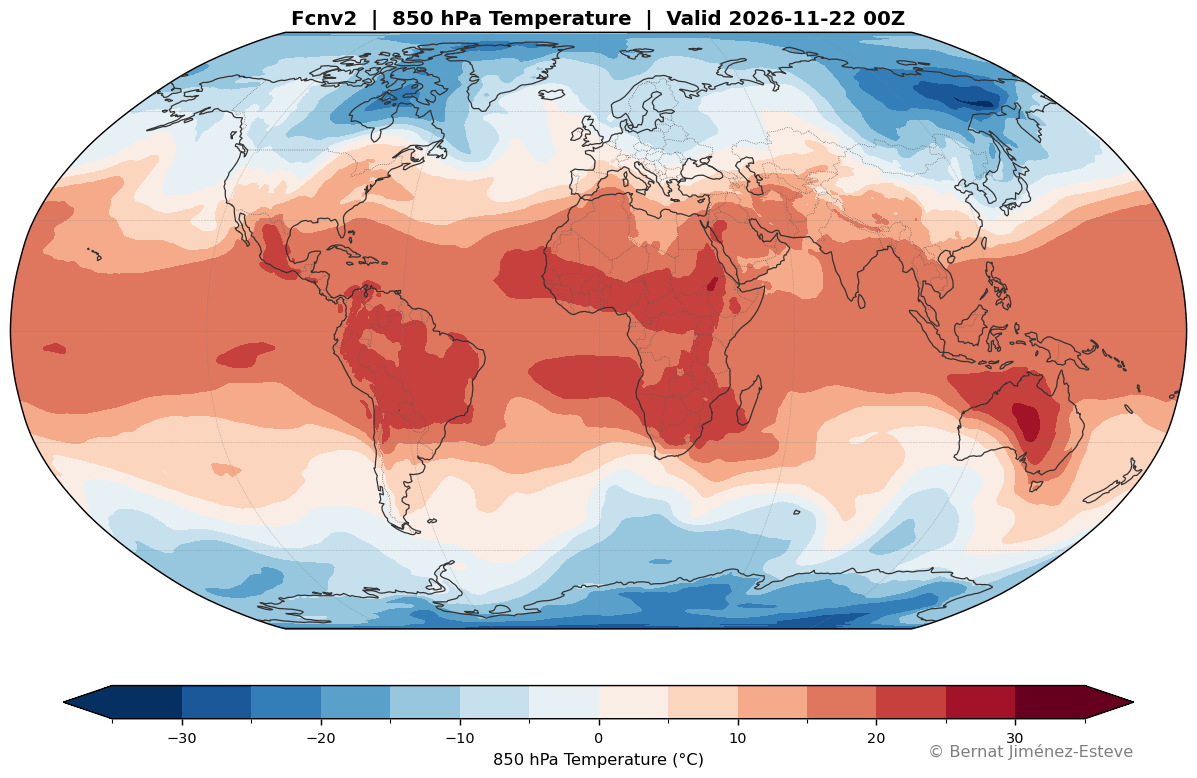 Fcnv2 | 850 hPa Temperature | Valid 2026-11-22 00Z
−30 −20 −10 0 10 20 30
850 hPa Temperature (°C)
© Bernat Jiménez-Esteve